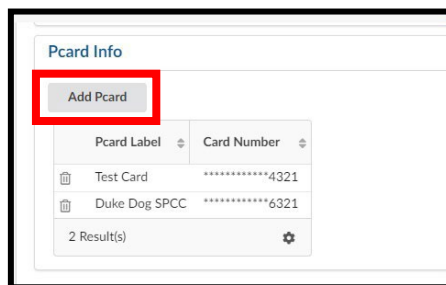 Pcard Info
Add Pcard
Pcard Label Card Number
Test Card ************4321
Duke Dog SPCC ************6321
2 Result(s)